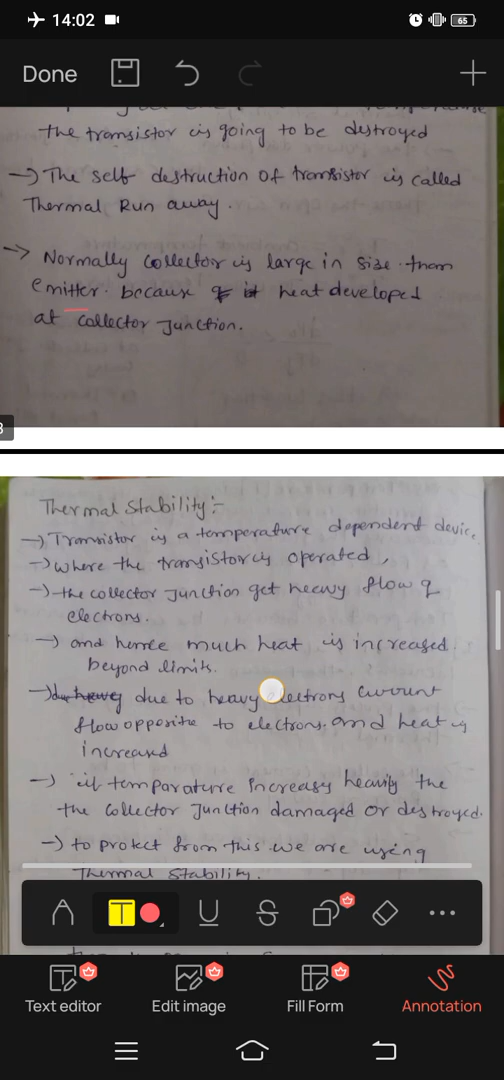 14:02
65
Done
the transistor is going to be destroyed
→ The self destruction of transistor is called
Thermal Run away.
→ Normally collector is large in size than
emitter. because of it heat developed
at collector Junction.
Thermal Stability:-
→ Transistor is a temperature dependent device
→ where the transistor is operated,
→ the collector Junction get heavy flow of
electrons.
→ and hence much heat is increased
beyond limits.
→ due to heavy electrons current
flow opposite to electrons, and heat is
increased
→ if temparature increases heavily the
the collector Junction damaged or destroyed.
→ to protect from this we are using
Thermal Stability.
T
Text editor
Edit image
Fill Form
Annotation